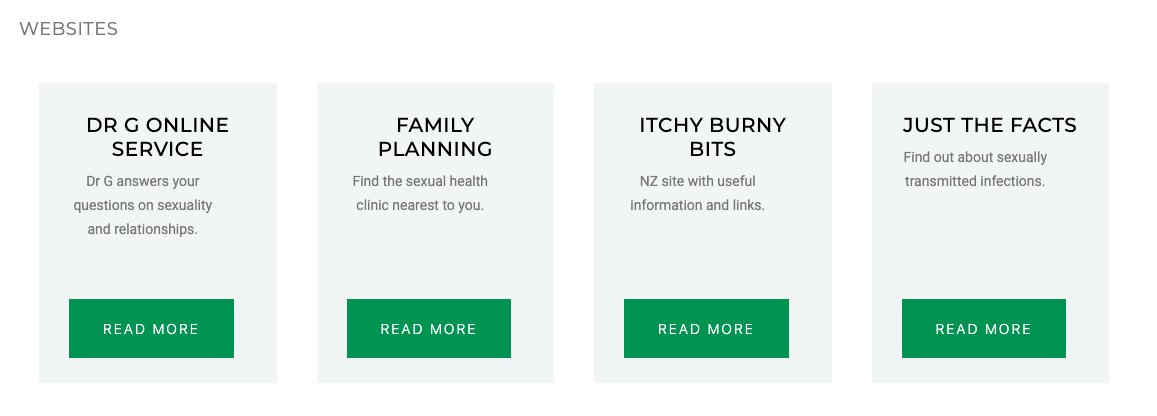 WEBSITES
DR G ONLINE
SERVICE
Dr G answers your
questions on sexuality
and relationships.
READ MORE
FAMILY
PLANNING
Find the sexual health
clinic nearest to you.
READ MORE
ITCHY BURNY
BITS
NZ site with useful
information and links.
READ MORE
JUST THE FACTS
Find out about sexually
transmitted infections.
READ MORE